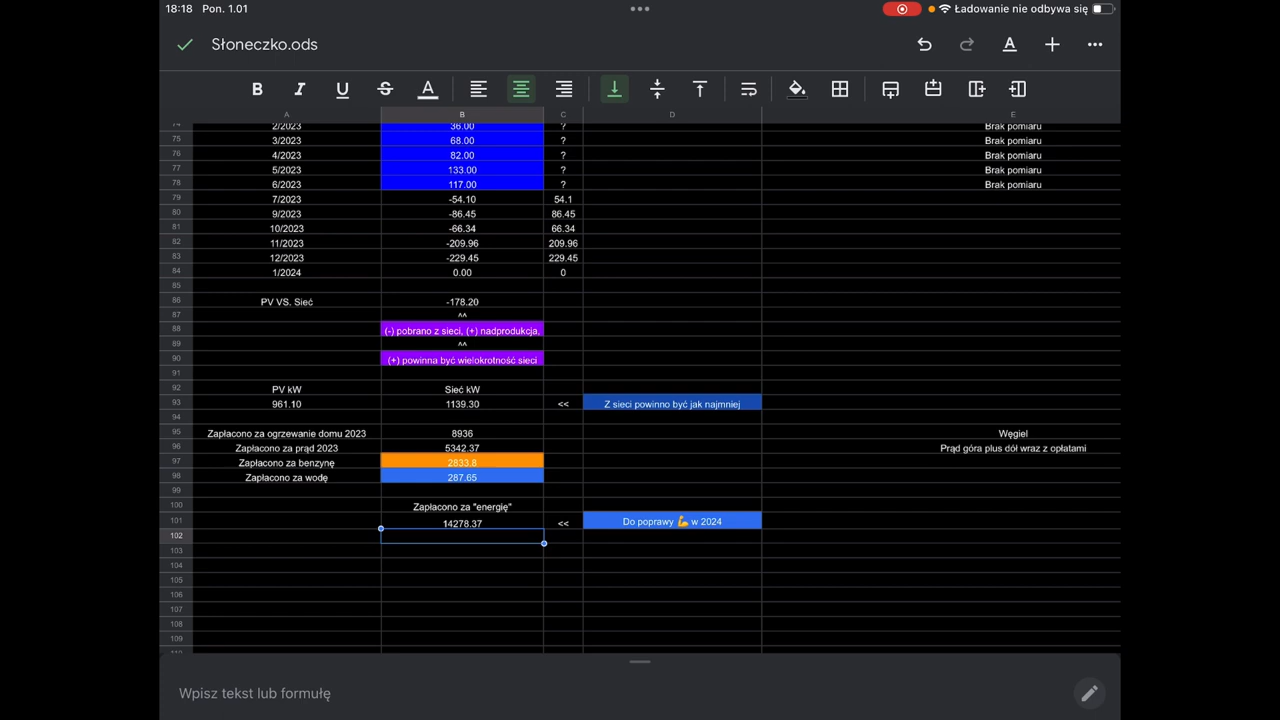 18:18 Pon. 1.01
Ładowanie nie odbywa się
Słoneczko.ods
B I U S A
A B C D E
74 2/2023 36.00 ? Brak pomiaru
75 3/2023 68.00 ? Brak pomiaru
76 4/2023 82.00 ? Brak pomiaru
77 5/2023 133.00 ? Brak pomiaru
78 6/2023 117.00 ? Brak pomiaru
79 7/2023 -54.10 54.1
80 9/2023 -86.45 86.45
81 10/2023 -66.34 66.34
82 11/2023 -209.96 209.96
83 12/2023 -229.45 229.45
84 1/2024 0.00 0
85
86 PV VS. Sieć -178.20
87 ^^
88 (-) pobrano z sieci, (+) nadprodukcja,
89 ^^
90 (+) powinna być wielokrotność sieci
91
92 PV kW Sieć kW
93 961.10 1139.30 << Z sieci powinno być jak najmniej
94
95 Zapłacono za ogrzewanie domu 2023 8936 Węgiel
96 Zapłacono za prąd 2023 5342.37 Prąd góra plus dół wraz z opłatami
97 Zapłacono za benzynę 2833.8
98 Zapłacono za wodę 287.65
99
100 Zapłacono za "energię"
101 14278.37 << Do poprawy 💪 w 2024
102
103
104
105
106
107
108
109
110
Wpisz tekst lub formułę